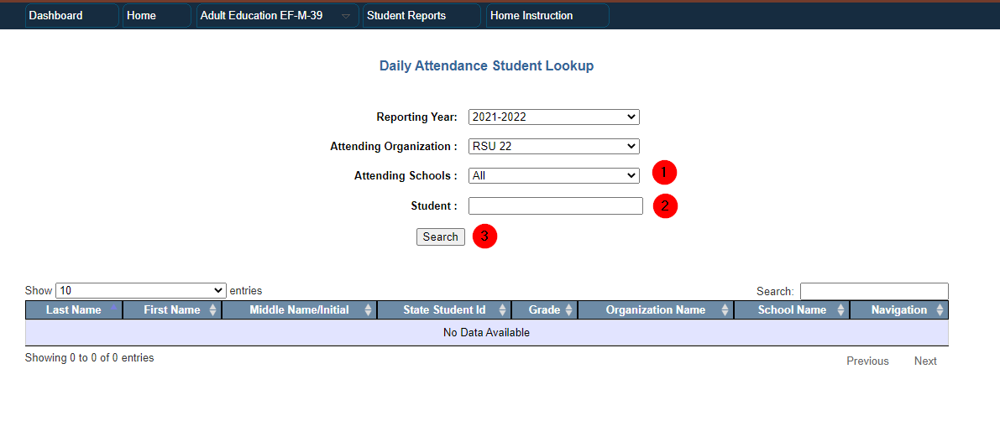 Dashboard Home Adult Education EF-M-39 Student Reports Home Instruction
Daily Attendance Student Lookup
Reporting Year: 2021-2022
Attending Organization : RSU 22
Attending Schools : All 1
Student : 2
Search 3
Show 10 entries Search:
Last Name First Name Middle Name/Initial State Student Id Grade Organization Name School Name Navigation
No Data Available
Showing 0 to 0 of 0 entries Previous Next